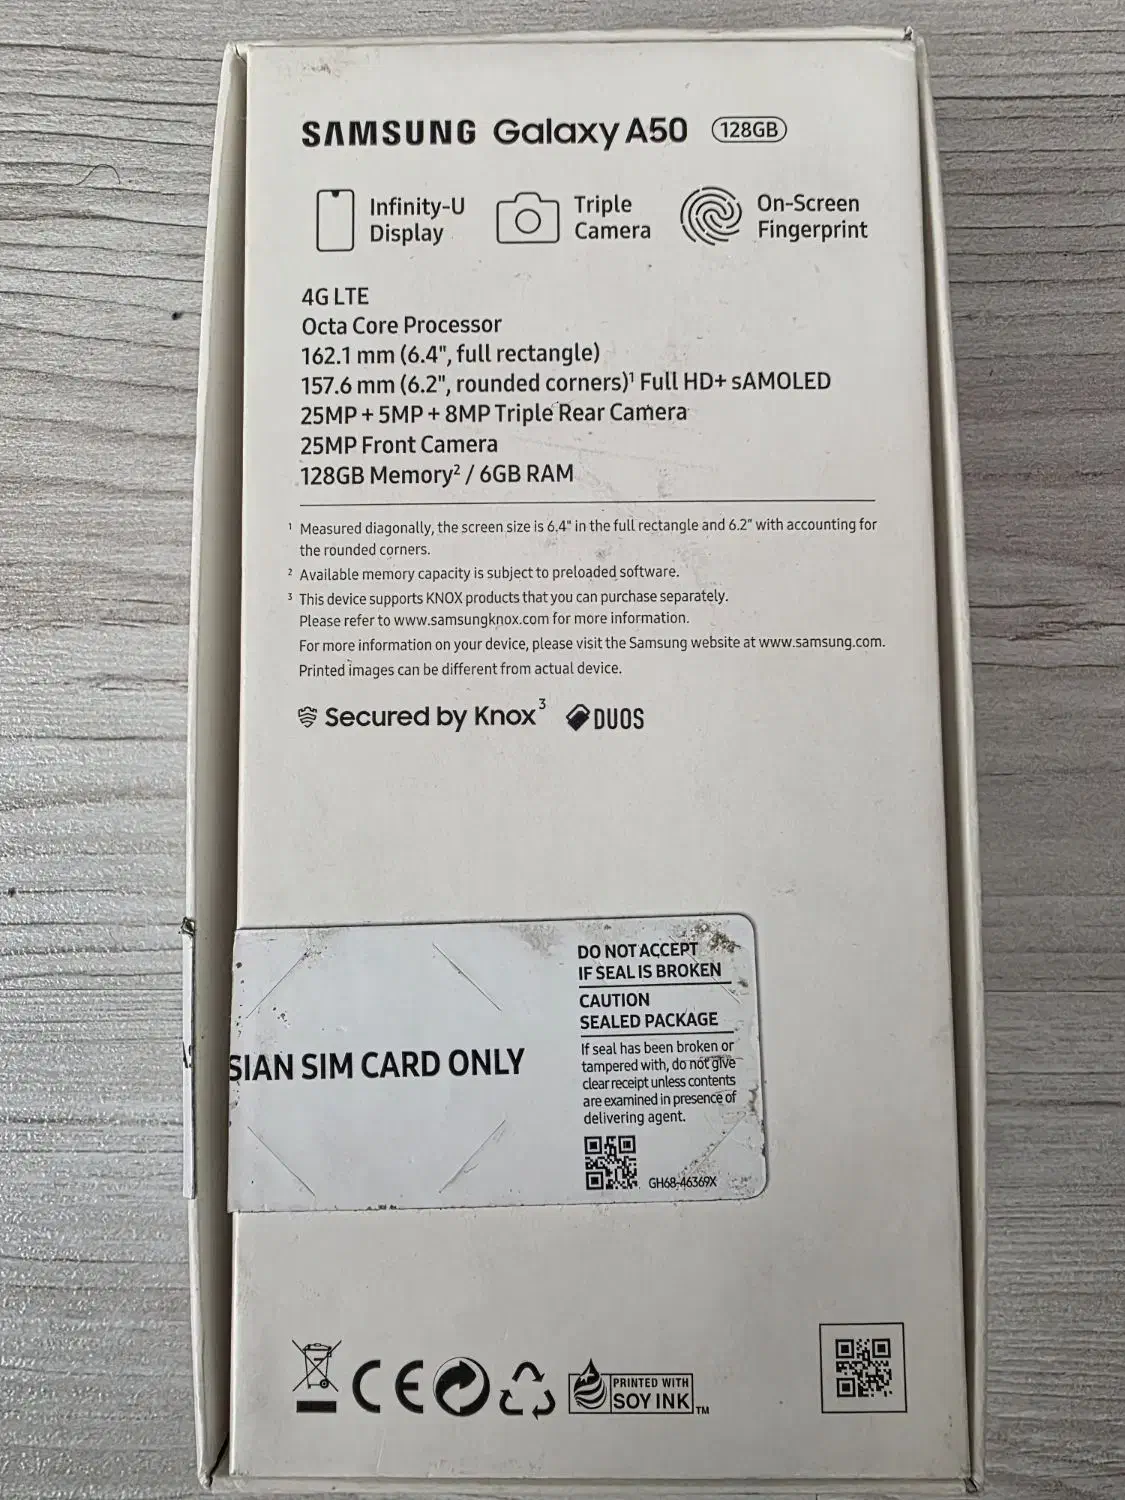 SAMSUNG Galaxy A50 128GB
Infinity-U
Display
Triple
Camera
On-Screen
Fingerprint
4G LTE
Octa Core Processor
162.1 mm (6.4", full rectangle)
157.6 mm (6.2", rounded corners)¹ Full HD+ sAMOLED
25MP + 5MP + 8MP Triple Rear Camera
25MP Front Camera
128GB Memory² / 6GB RAM
¹ Measured diagonally, the screen size is 6.4" in the full rectangle and 6.2" with accounting for
the rounded corners.
² Available memory capacity is subject to preloaded software.
³ This device supports KNOX products that you can purchase separately.
Please refer to www.samsungknox.com for more information.
For more information on your device, please visit the Samsung website at www.samsung.com.
Printed images can be different from actual device.
Secured by Knox³ DUOS
SIAN SIM CARD ONLY
DO NOT ACCEPT
IF SEAL IS BROKEN
CAUTION
SEALED PACKAGE
If seal has been broken or
tampered with, do not give
clear receipt unless contents
are examined in presence of
delivering agent.
GH68-46369X
CE
PRINTED WITH
SOY INK TM